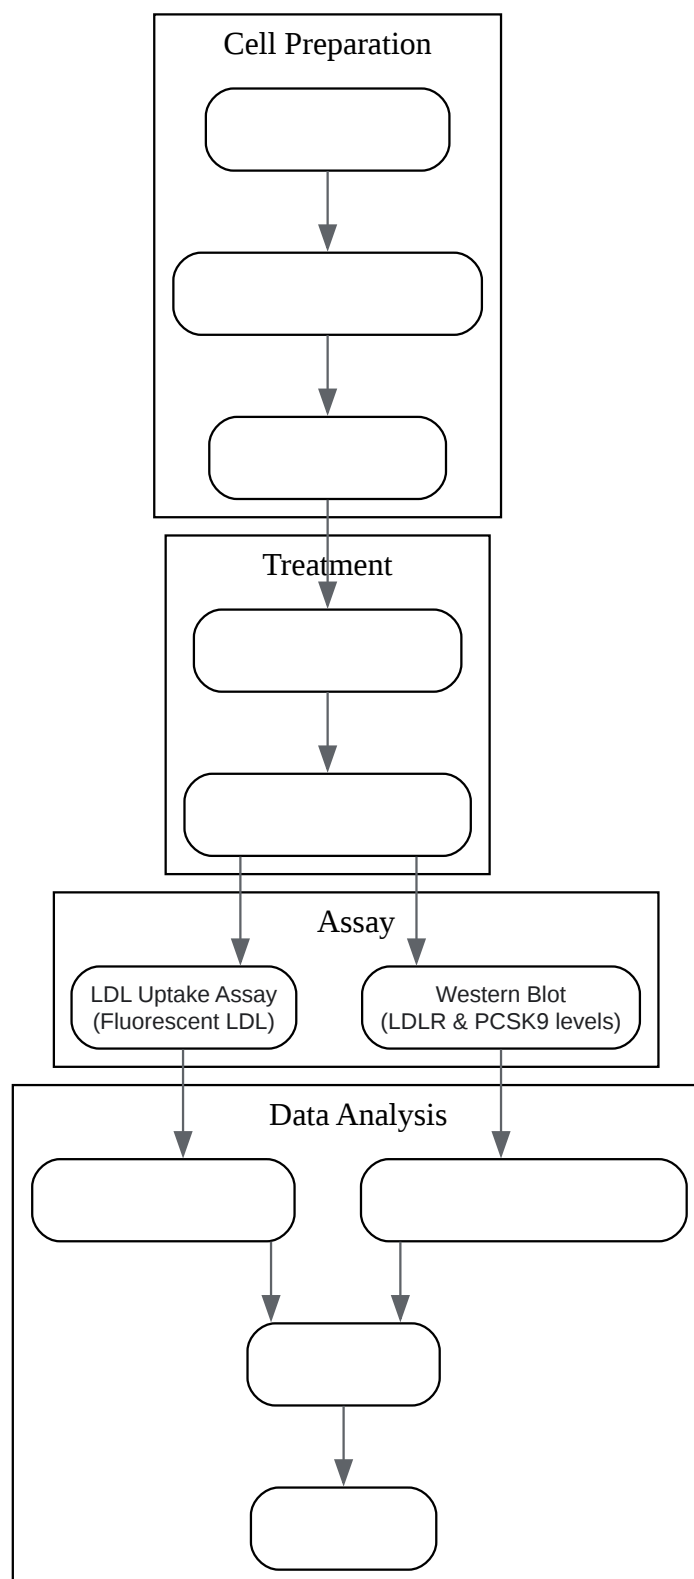 Cell Preparation
Treatment
Assay
LDL Uptake Assay
(Fluorescent LDL)
Western Blot
(LDLR & PCSK9 levels)
Data Analysis